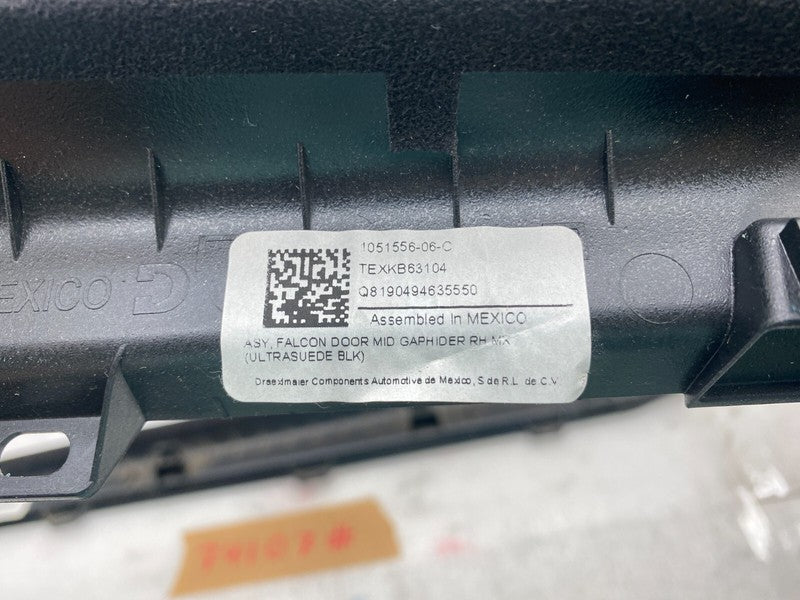 1051556-06-C
TEXKB63104
Q8190494635550
Assembled In MEXICO
ASY, FALCON DOOR MID GAPHIDER RH MX
(ULTRASUEDE BLK)
Draexlmaier Components Automotive de Mexico, S de R.L. de C.V
EXICO D